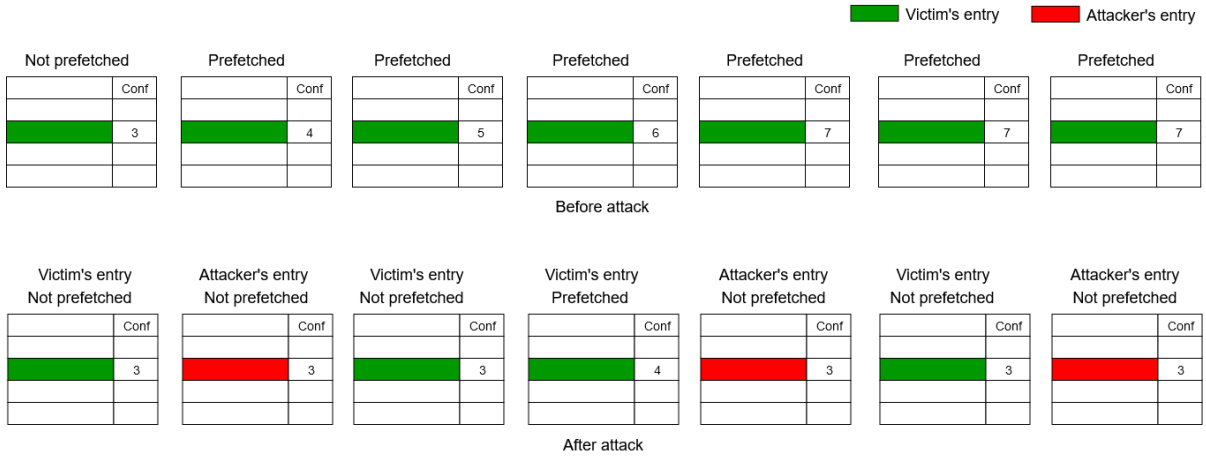 Victim's entry Attacker's entry
Not prefetched Prefetched Prefetched Prefetched Prefetched Prefetched Prefetched
Conf Conf Conf Conf Conf Conf Conf
3 4 5 6 7 7 7
Before attack
Victim's entry Attacker's entry Victim's entry Victim's entry Attacker's entry Victim's entry Attacker's entry
Not prefetched Not prefetched Not prefetched Prefetched Not prefetched Not prefetched Not prefetched
Conf Conf Conf Conf Conf Conf Conf
3 3 3 4 3 3 3
After attack